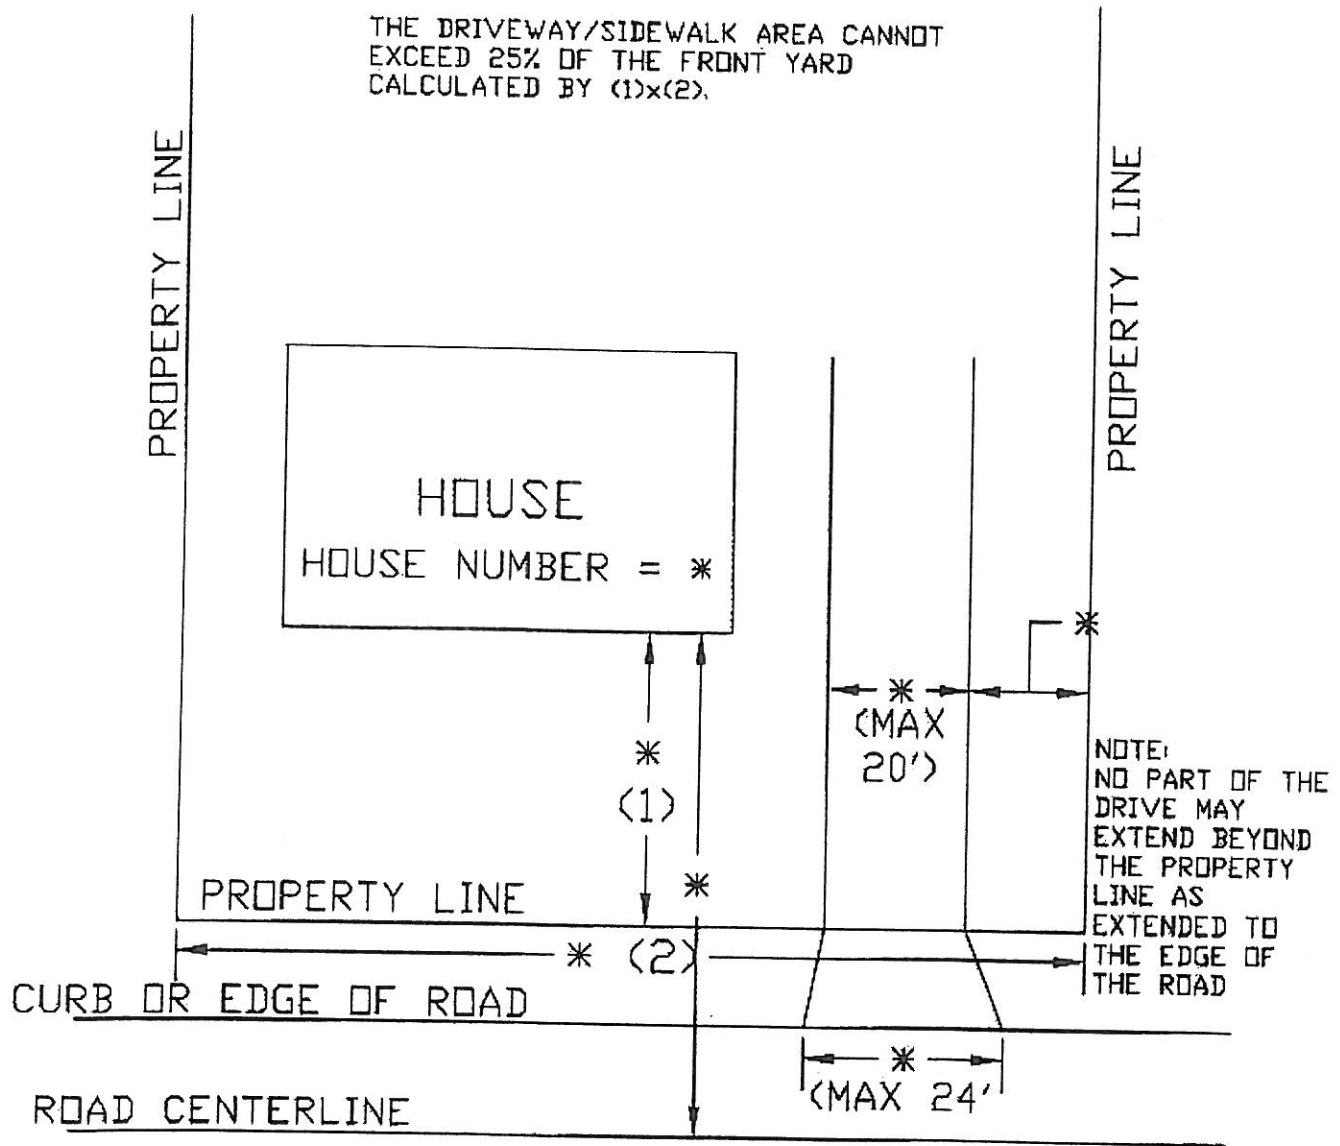 THE DRIVEWAY/SIDEWALK AREA CANNOT
EXCEED 25% OF THE FRONT YARD
CALCULATED BY (1)x(2).
PROPERTY LINE
PROPERTY LINE
HOUSE
HOUSE NUMBER = *
*
* 
(MAX
20')
*
(1)
*
NOTE:
NO PART OF THE
DRIVE MAY
EXTEND BEYOND
THE PROPERTY
LINE AS
EXTENDED TO
THE EDGE OF
THE ROAD
PROPERTY LINE
* (2)
CURB OR EDGE OF ROAD
*
(MAX 24'
ROAD CENTERLINE